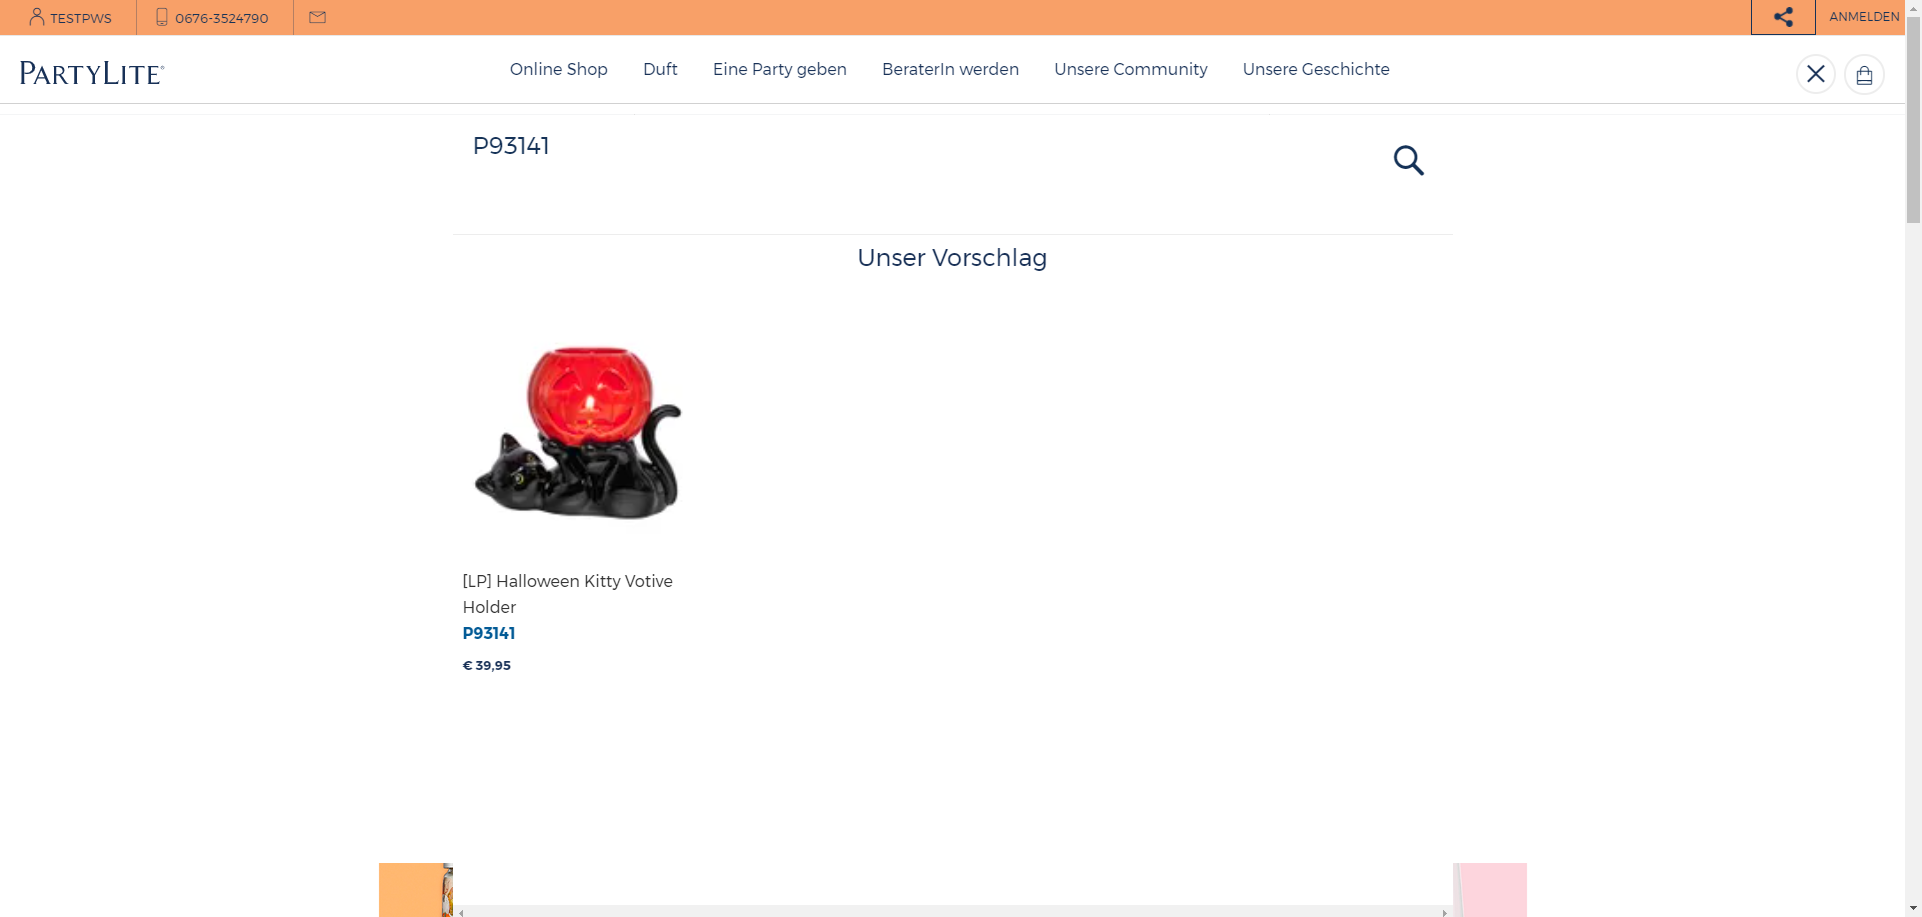 TESTPWS
0676-3524790
ANMELDEN
PARTYLITE®
Online Shop
Duft
Eine Party geben
BeraterIn werden
Unsere Community
Unsere Geschichte
P93141
Unser Vorschlag
[LP] Halloween Kitty Votive
Holder
P93141
€ 39,95